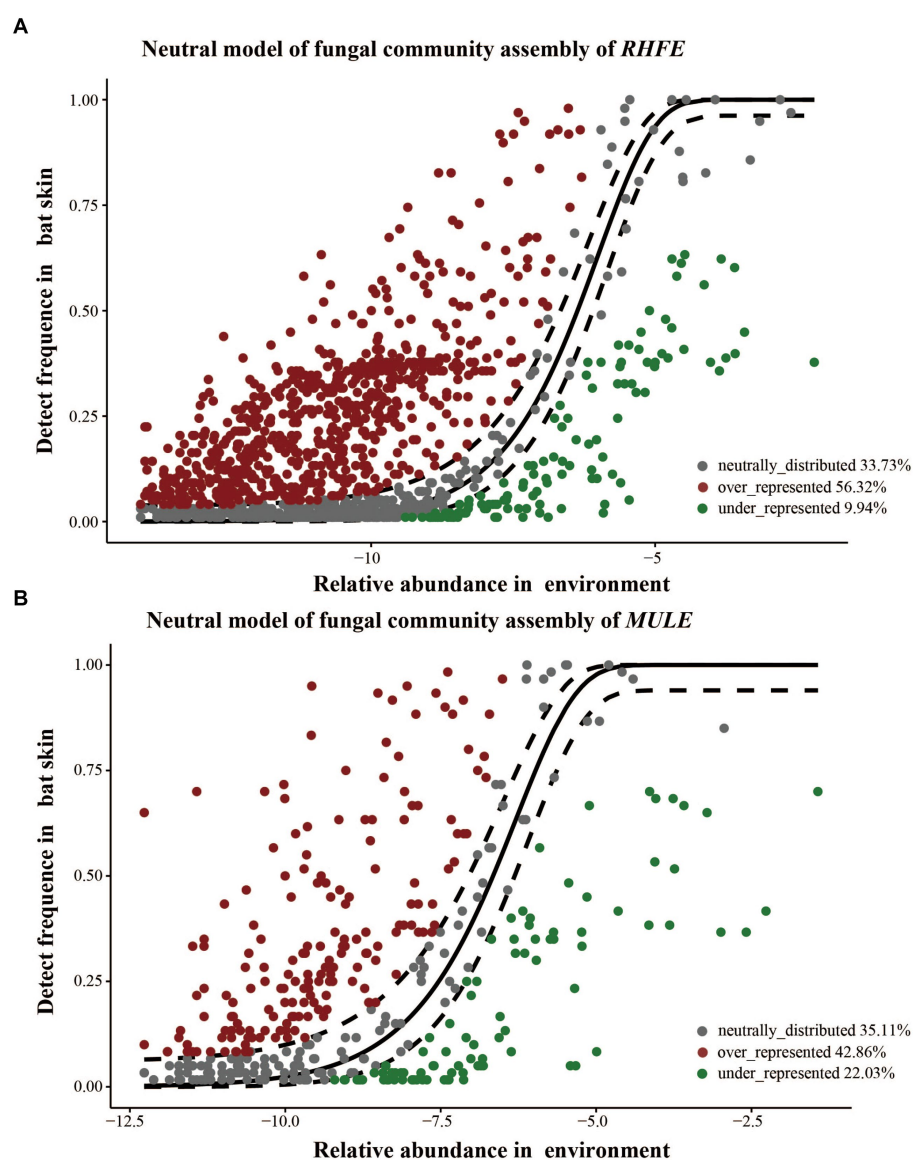 A
Neutral model of fungal community assembly of RHFE
Detect frequence in bat skin
1.00
0.75
0.50
0.25
0.00
neutrally_distributed 33.73%
over_represented 56.32%
under_represented 9.94%
−10
−5
Relative abundance in environment
B
Neutral model of fungal community assembly of MULE
Detect frequence in bat skin
1.00
0.75
0.50
0.25
0.00
neutrally_distributed 35.11%
over_represented 42.86%
under_represented 22.03%
−12.5
−10.0
−7.5
−5.0
−2.5
Relative abundance in environment